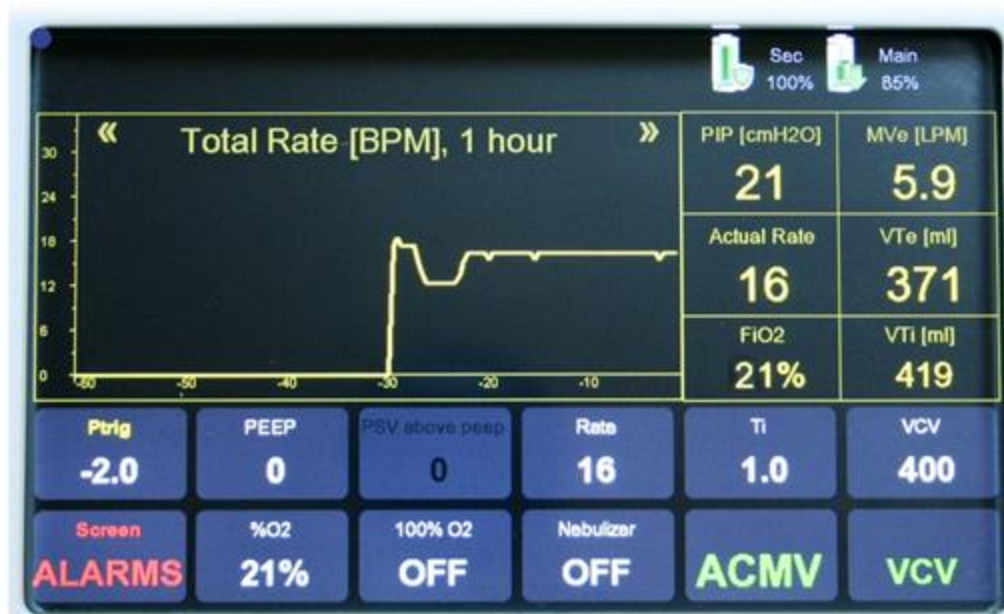 Sec
100%
Main
85%
« Total Rate [BPM], 1 hour »
30
24
18
12
6
0
-60 -50 -40 -30 -20 -10
PIP [cmH2O]
21
MVe [LPM]
5.9
Actual Rate
16
VTe [ml]
371
FiO2
21%
VTi [ml]
419
Ptrig
-2.0
PEEP
0
PSV above peep
0
Rate
16
Ti
1.0
VCV
400
Screen
ALARMS
%O2
21%
100% O2
OFF
Nebulizer
OFF
ACMV
VCV